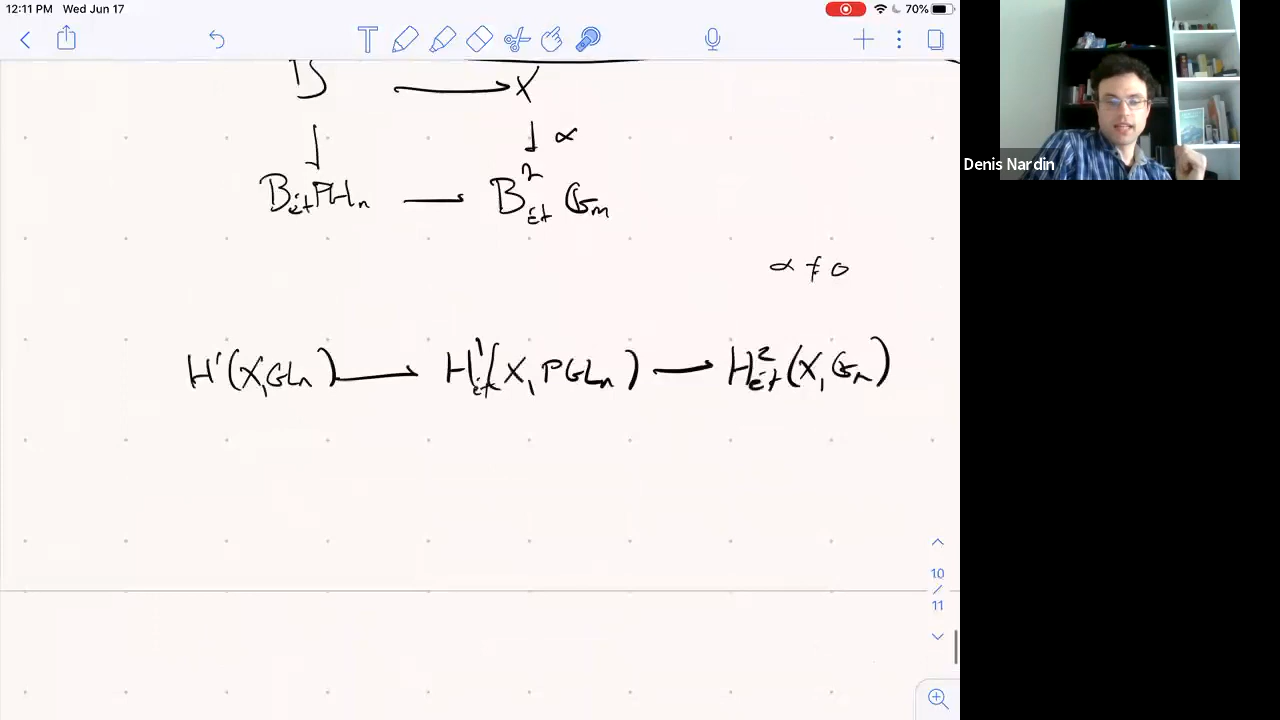 12:11 PM Wed Jun 17
70%
T
X
α
B_ét PGL_n → B²_ét G_m
α ≠ 0
H¹(X, GL_n) → H¹_ét(X, PGL_n) → H²_ét(X, G_m)
Denis Nardin
10
/
11